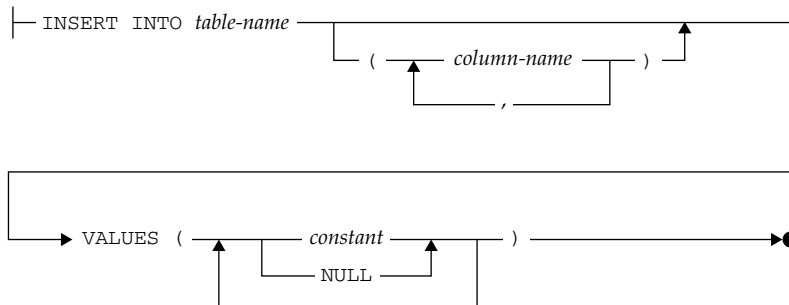 INSERT INTO table-name
( column-name )
,
VALUES ( constant )
NULL